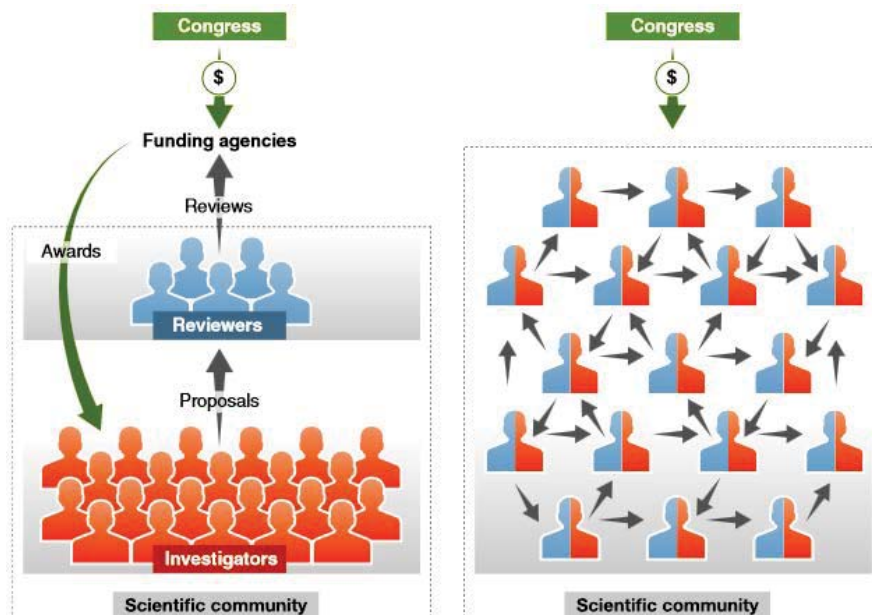 Congress
$
Funding agencies
Reviews
Awards
Reviewers
Proposals
Investigators
Scientific community
Congress
$
Scientific community